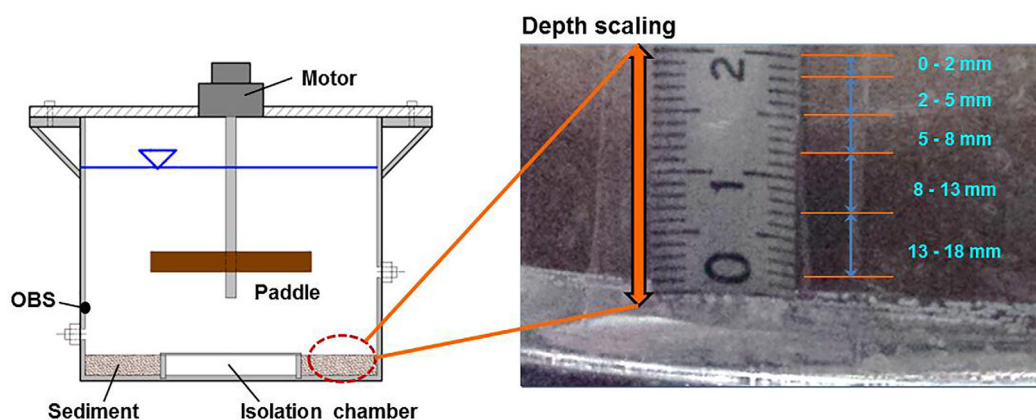 Depth scaling
Motor
Paddle
OBS
Sediment
Isolation chamber
2
1
0
0 - 2 mm
2 - 5 mm
5 - 8 mm
8 - 13 mm
13 - 18 mm